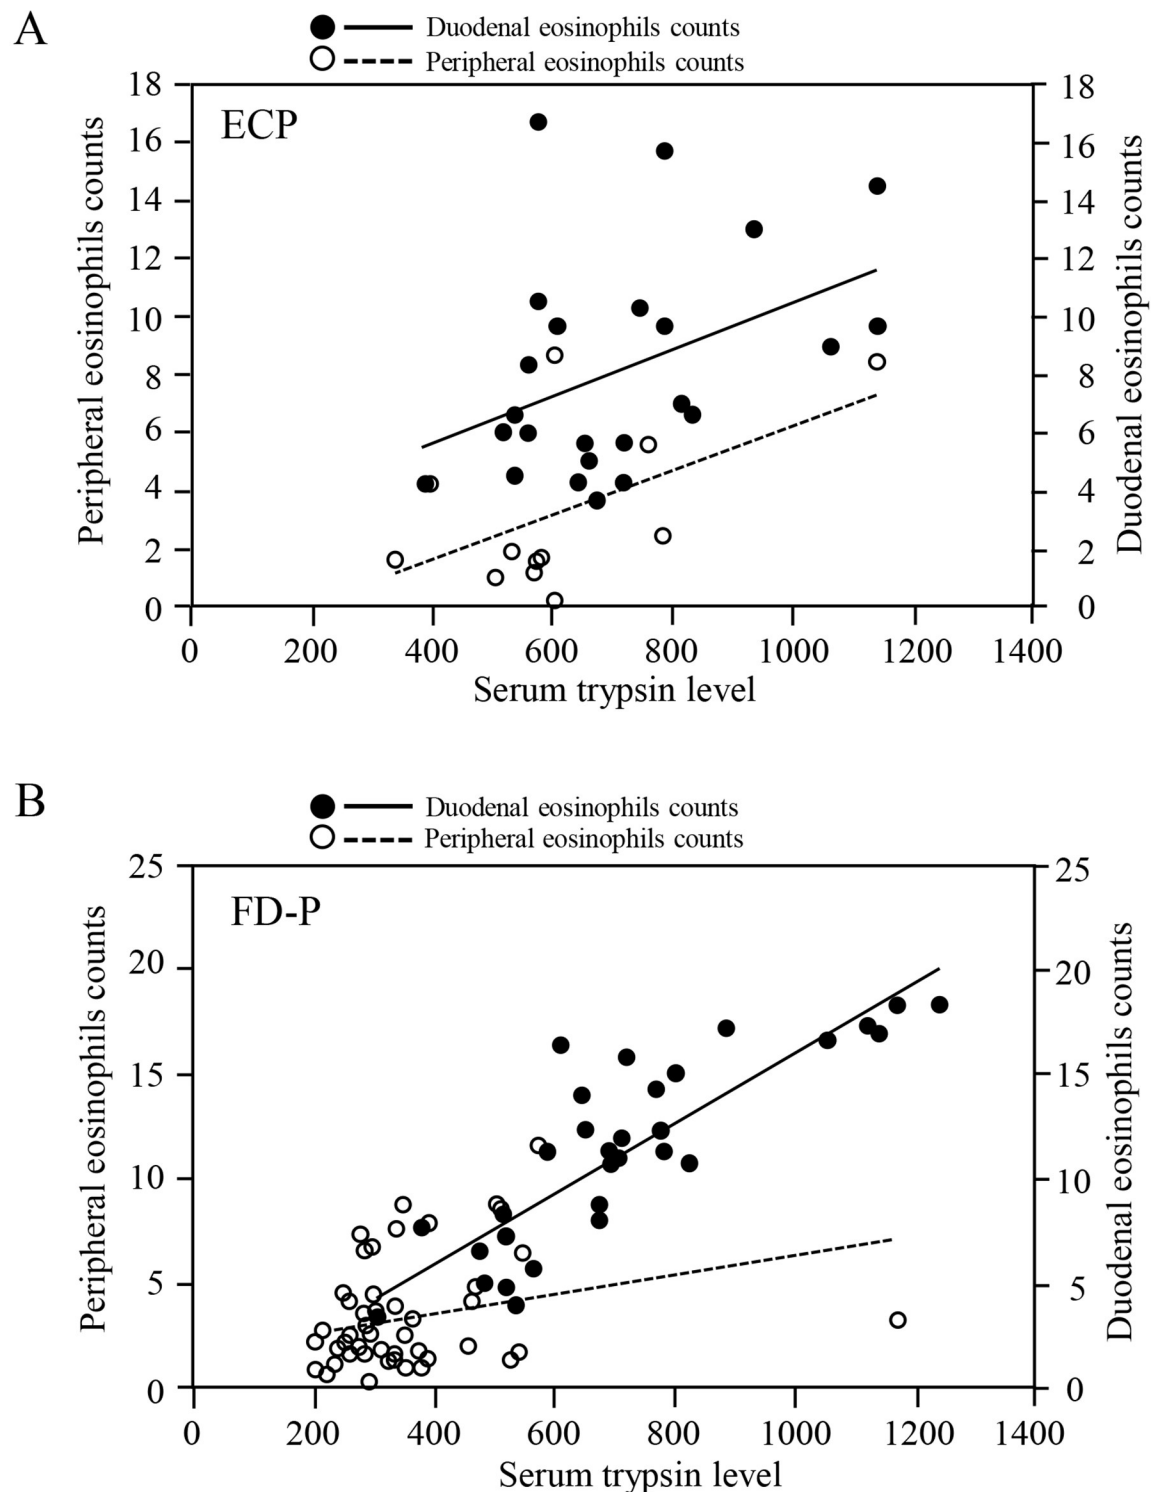 A
Duodenal eosinophils counts
Peripheral eosinophils counts
ECP
Peripheral eosinophils counts
18
16
14
12
10
8
6
4
2
0
Duodenal eosinophils counts
18
16
14
12
10
8
6
4
2
0
0 200 400 600 800 1000 1200 1400
Serum trypsin level
B
Duodenal eosinophils counts
Peripheral eosinophils counts
FD-P
Peripheral eosinophils counts
25
20
15
10
5
0
Duodenal eosinophils counts
25
20
15
10
5
0
0 200 400 600 800 1000 1200 1400
Serum trypsin level